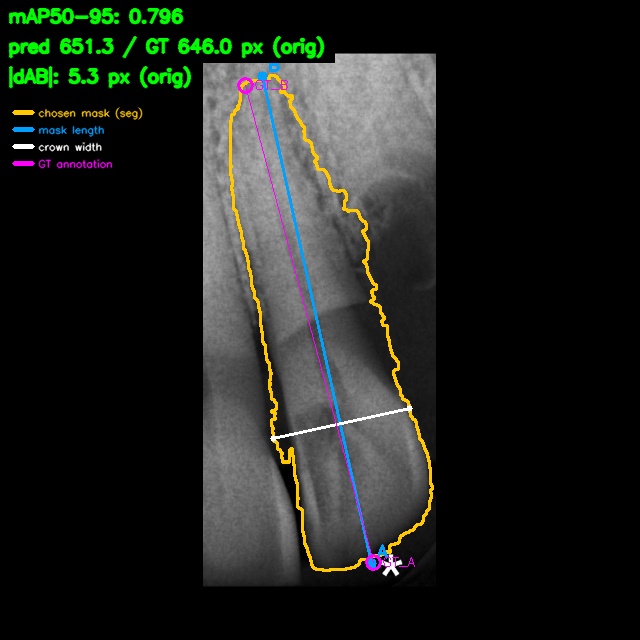 mAP50-95: 0.796
pred 651.3 / GT 646.0 px (orig)
|dAB|: 5.3 px (orig)
chosen mask (seg)
mask length
crown width
GT annotation
B
GT_B
A